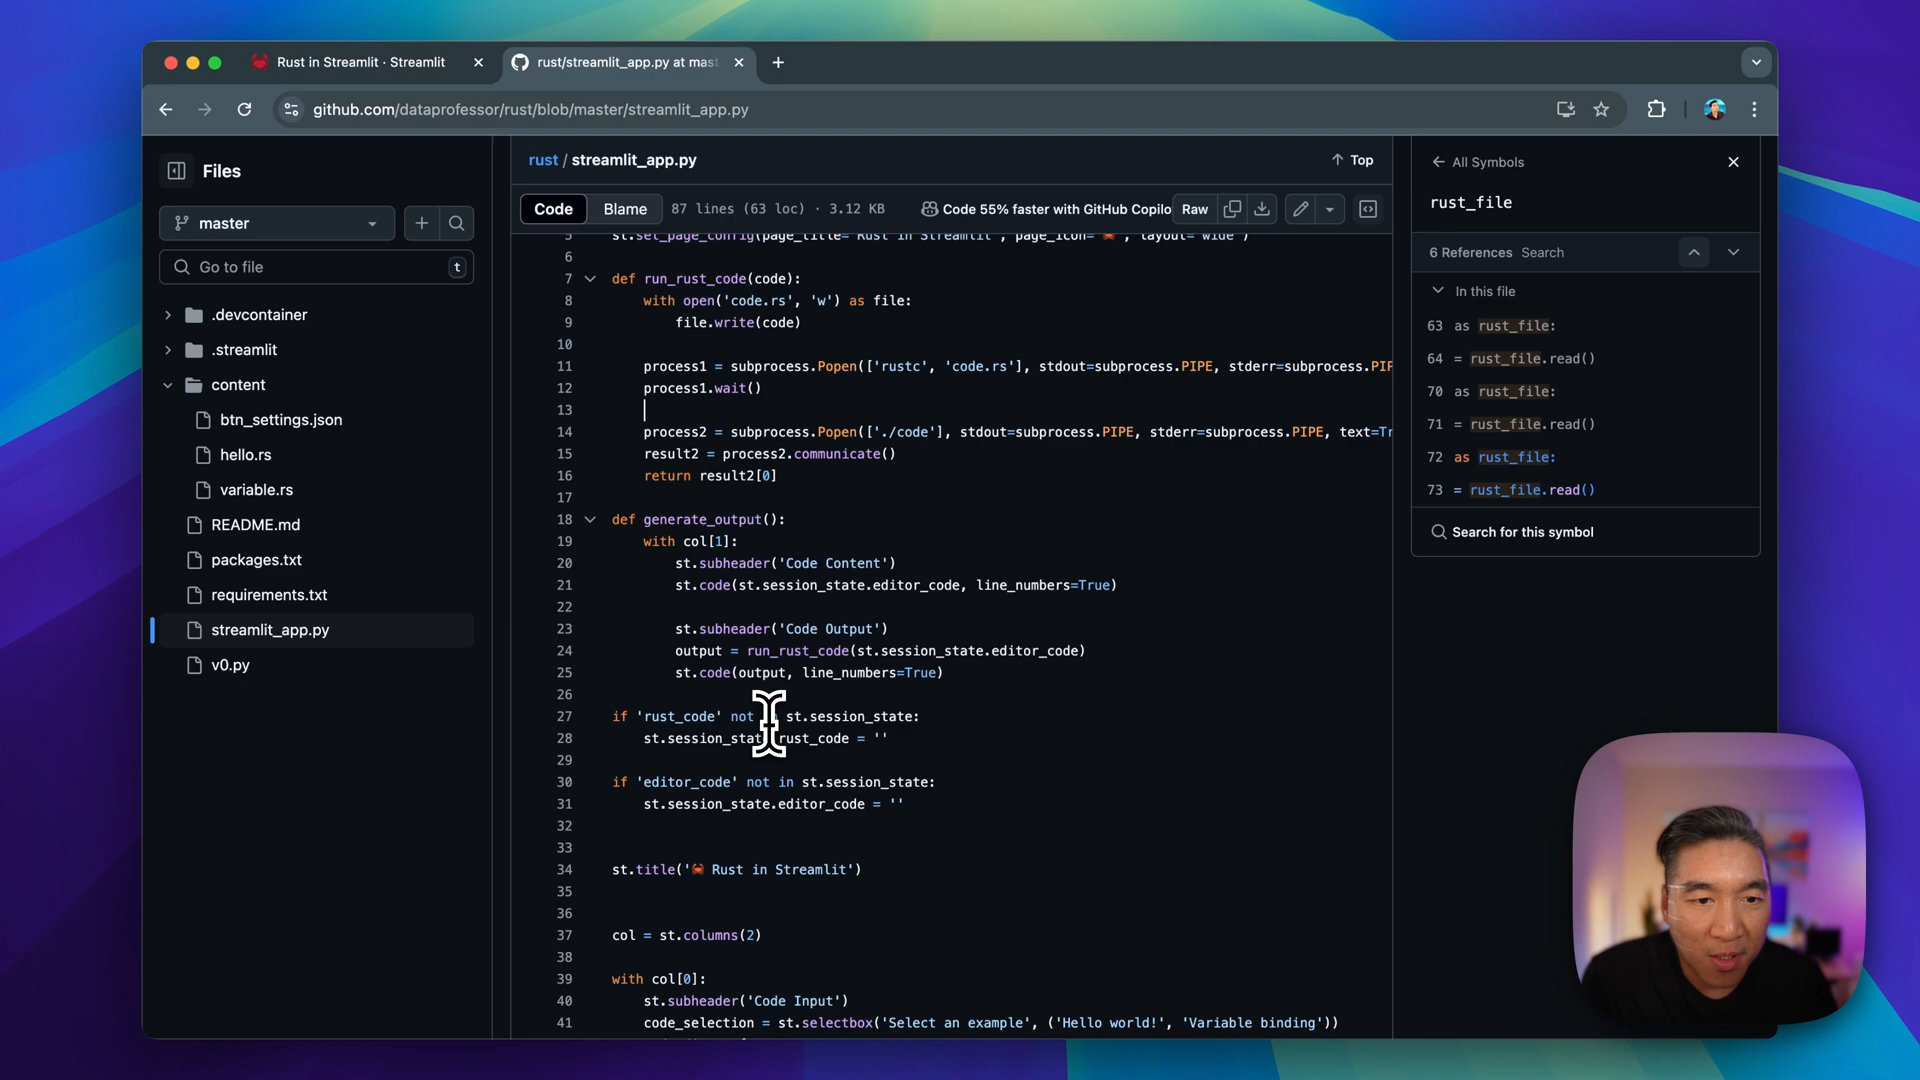 Rust in Streamlit · Streamlit
rust/streamlit_app.py at mast
github.com/dataprofessor/rust/blob/master/streamlit_app.py
Files
master
Go to file
t
.devcontainer
.streamlit
content
btn_settings.json
hello.rs
variable.rs
README.md
packages.txt
requirements.txt
streamlit_app.py
v0.py
rust / streamlit_app.py
Top
Code
Blame
87 lines (63 loc) · 3.12 KB
Code 55% faster with GitHub Copilo
Raw
5 st.set_page_config(page_title='Rust in Streamlit', page_icon='🦀', layout='wide')
6
7 def run_rust_code(code):
8 with open('code.rs', 'w') as file:
9 file.write(code)
10
11 process1 = subprocess.Popen(['rustc', 'code.rs'], stdout=subprocess.PIPE, stderr=subprocess.PIP
12 process1.wait()
13
14 process2 = subprocess.Popen(['./code'], stdout=subprocess.PIPE, stderr=subprocess.PIPE, text=Tr
15 result2 = process2.communicate()
16 return result2[0]
17
18 def generate_output():
19 with col[1]:
20 st.subheader('Code Content')
21 st.code(st.session_state.editor_code, line_numbers=True)
22
23 st.subheader('Code Output')
24 output = run_rust_code(st.session_state.editor_code)
25 st.code(output, line_numbers=True)
26
27 if 'rust_code' not st.session_state:
28 st.session_stat rust_code = ''
29
30 if 'editor_code' not in st.session_state:
31 st.session_state.editor_code = ''
32
33
34 st.title('🦀 Rust in Streamlit')
35
36
37 col = st.columns(2)
38
39 with col[0]:
40 st.subheader('Code Input')
41 code_selection = st.selectbox('Select an example', ('Hello world!', 'Variable binding'))
All Symbols
rust_file
6 References Search
In this file
63 as rust_file:
64 = rust_file.read()
70 as rust_file:
71 = rust_file.read()
72 as rust_file:
73 = rust_file.read()
Search for this symbol